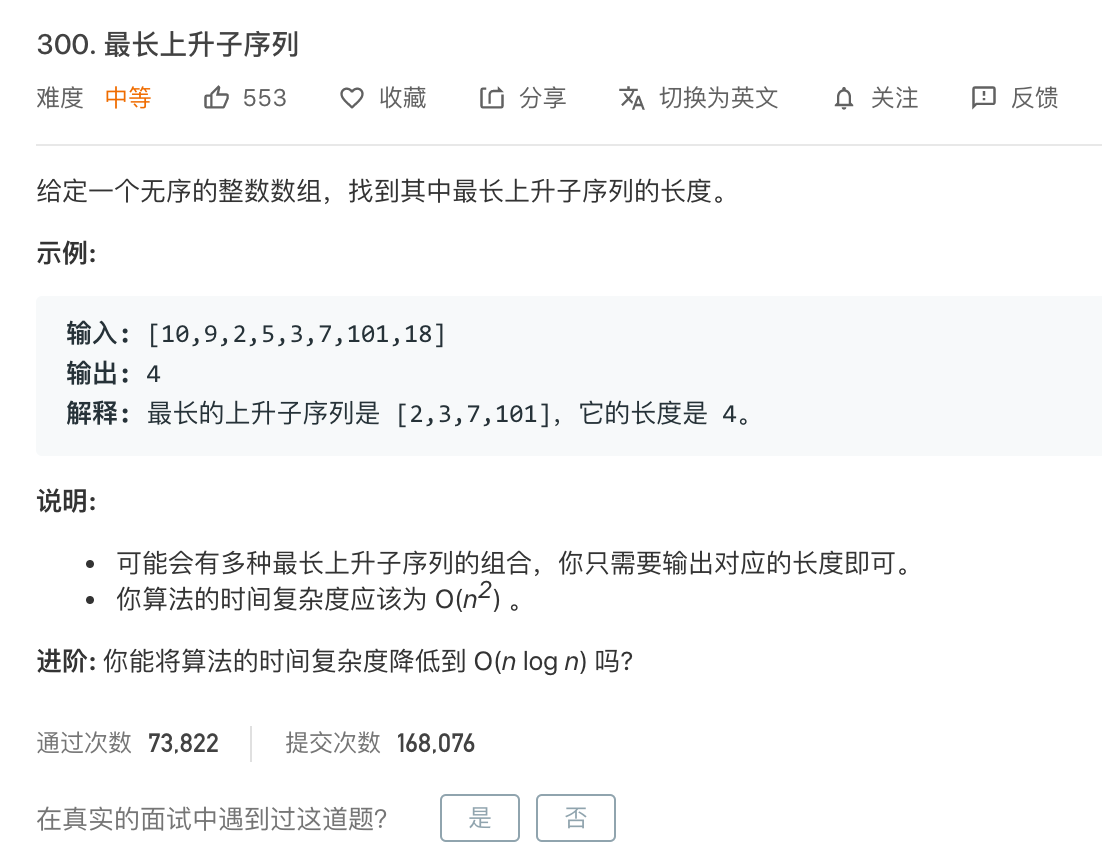 300. 最长上升子序列
难度 中等 553 收藏 分享 切换为英文 关注 反馈
给定一个无序的整数数组，找到其中最长上升子序列的长度。
示例:
输入: [10,9,2,5,3,7,101,18]
输出: 4
解释: 最长的上升子序列是 [2,3,7,101]，它的长度是 4。
说明:
• 可能会有多种最长上升子序列的组合，你只需要输出对应的长度即可。
• 你算法的时间复杂度应该为 O(n²) 。
进阶: 你能将算法的时间复杂度降低到 O(n log n) 吗?
通过次数 73,822 提交次数 168,076
在真实的面试中遇到过这道题? 是 否